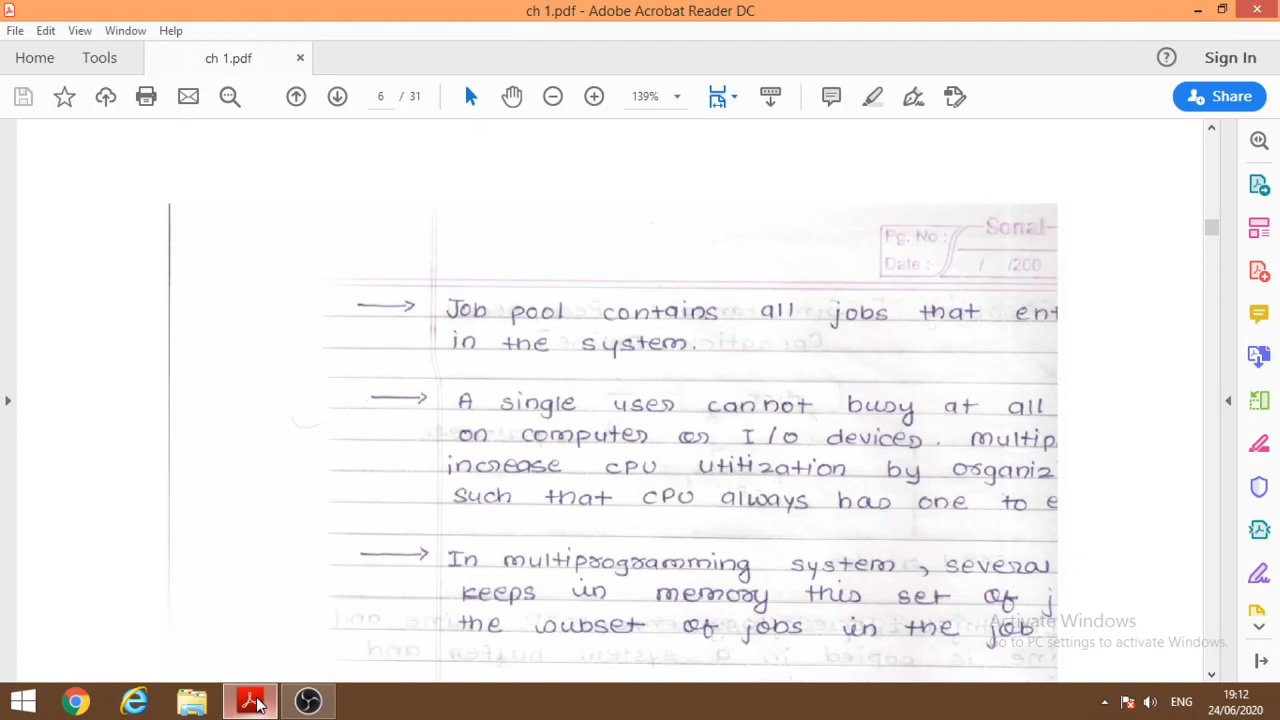 ch 1.pdf - Adobe Acrobat Reader DC
File Edit View Window Help
Home Tools ch 1.pdf × Sign In
6 / 31 139% Share
Pg. No: Sonal
Date: / /200
→ Job pool contains all jobs that ent
in the system.
→ A single user cannot busy at all
on computer or I/O devices. multip
increase CPU utitization by organiz
such that CPU always has one to e
→ In multiprogramming system, several
keeps in memory this set of j
the subset of jobs in the job
Activate Windows
Go to PC settings to activate Windows.
ENG 19:12
24/06/2020